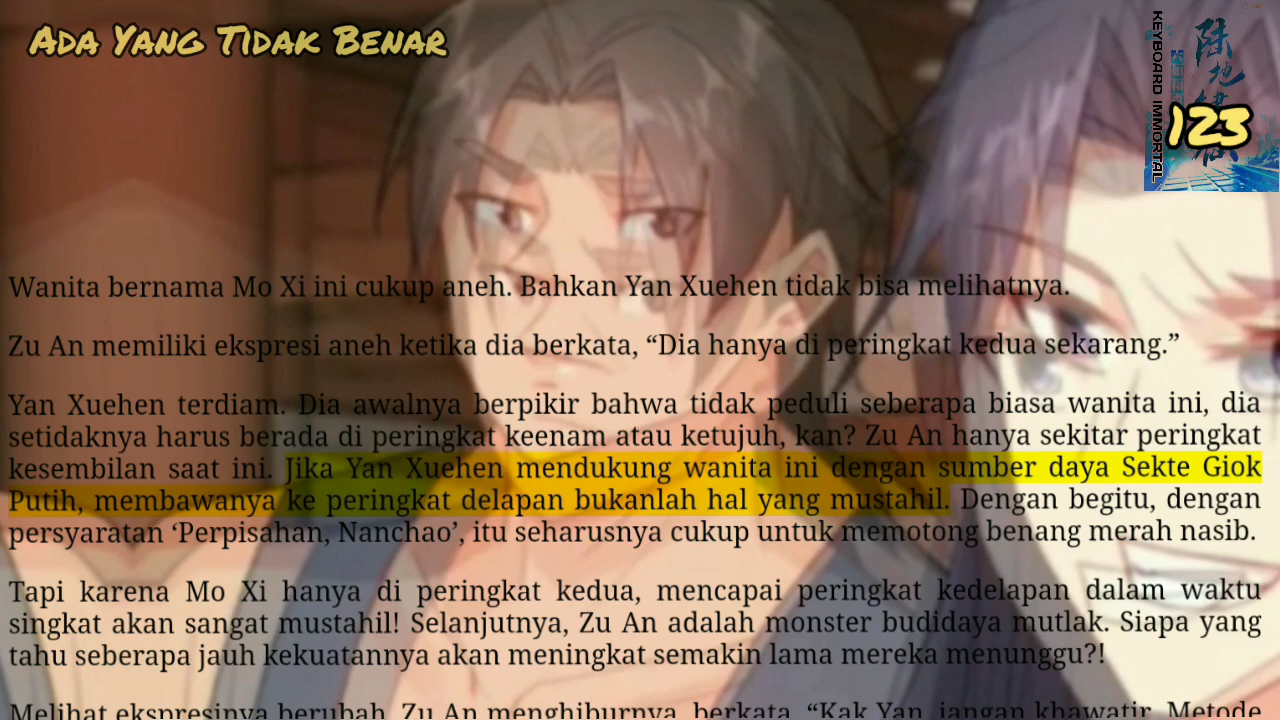 Ada Yang Tidak Benar
KEYBOARD IMMORTAL
陆地键仙
123
Wanita bernama Mo Xi ini cukup aneh. Bahkan Yan Xuehen tidak bisa melihatnya.
Zu An memiliki ekspresi aneh ketika dia berkata, “Dia hanya di peringkat kedua sekarang.”
Yan Xuehen terdiam. Dia awalnya berpikir bahwa tidak peduli seberapa biasa wanita ini, dia
setidaknya harus berada di peringkat keenam atau ketujuh, kan? Zu An hanya sekitar peringkat
kesembilan saat ini. Jika Yan Xuehen mendukung wanita ini dengan sumber daya Sekte Giok
Putih, membawanya ke peringkat delapan bukanlah hal yang mustahil. Dengan begitu, dengan
persyaratan ‘Perpisahan, Nanchao’, itu seharusnya cukup untuk memotong benang merah nasib.
Tapi karena Mo Xi hanya di peringkat kedua, mencapai peringkat kedelapan dalam waktu
singkat akan sangat mustahil! Selanjutnya, Zu An adalah monster budidaya mutlak. Siapa yang
tahu seberapa jauh kekuatannya akan meningkat semakin lama mereka menunggu?!
Melihat ekspresinya berubah, Zu An menghiburnya, berkata, “Kak Yan, jangan khawatir. Metode